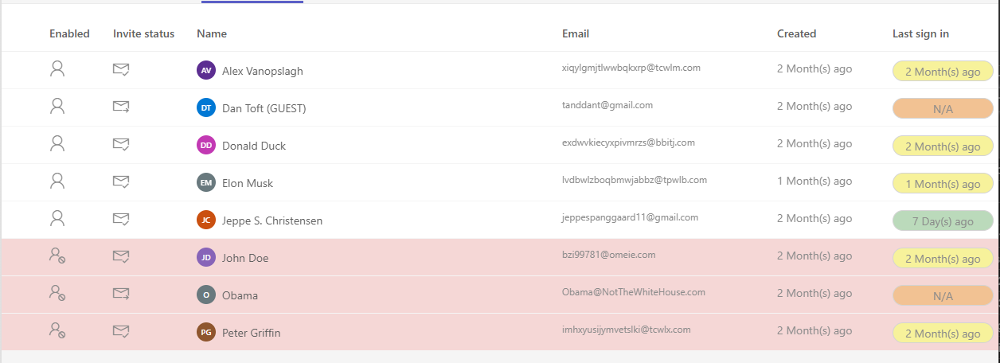 Enabled Invite status Name Email Created Last sign in
AV Alex Vanopslagh xiqylgmjtlwwbqkxrp@tcwlm.com 2 Month(s) ago 2 Month(s) ago
DT Dan Toft (GUEST) tanddant@gmail.com 2 Month(s) ago N/A
DD Donald Duck exdwvkiecyxpivmrzs@bbitj.com 2 Month(s) ago 2 Month(s) ago
EM Elon Musk lvdbwlzboqbmwjabbz@tpwlb.com 1 Month(s) ago 1 Month(s) ago
JC Jeppe S. Christensen jeppespanggaard11@gmail.com 2 Month(s) ago 7 Day(s) ago
JD John Doe bzi99781@omeie.com 2 Month(s) ago 2 Month(s) ago
O Obama Obama@NotTheWhiteHouse.com 2 Month(s) ago N/A
PG Peter Griffin imhxyusijymvetslki@tcwlx.com 2 Month(s) ago 2 Month(s) ago